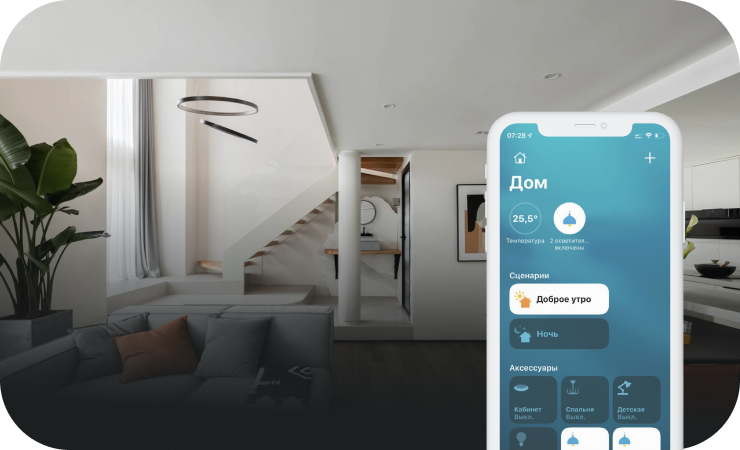 07:28
Дом
25,5°
Температура
2 осветител...
включены
Сценарии
Доброе утро
Ночь
Аксессуары
Кабинет
Выкл.
Спальня
Выкл.
Детская
Выкл.